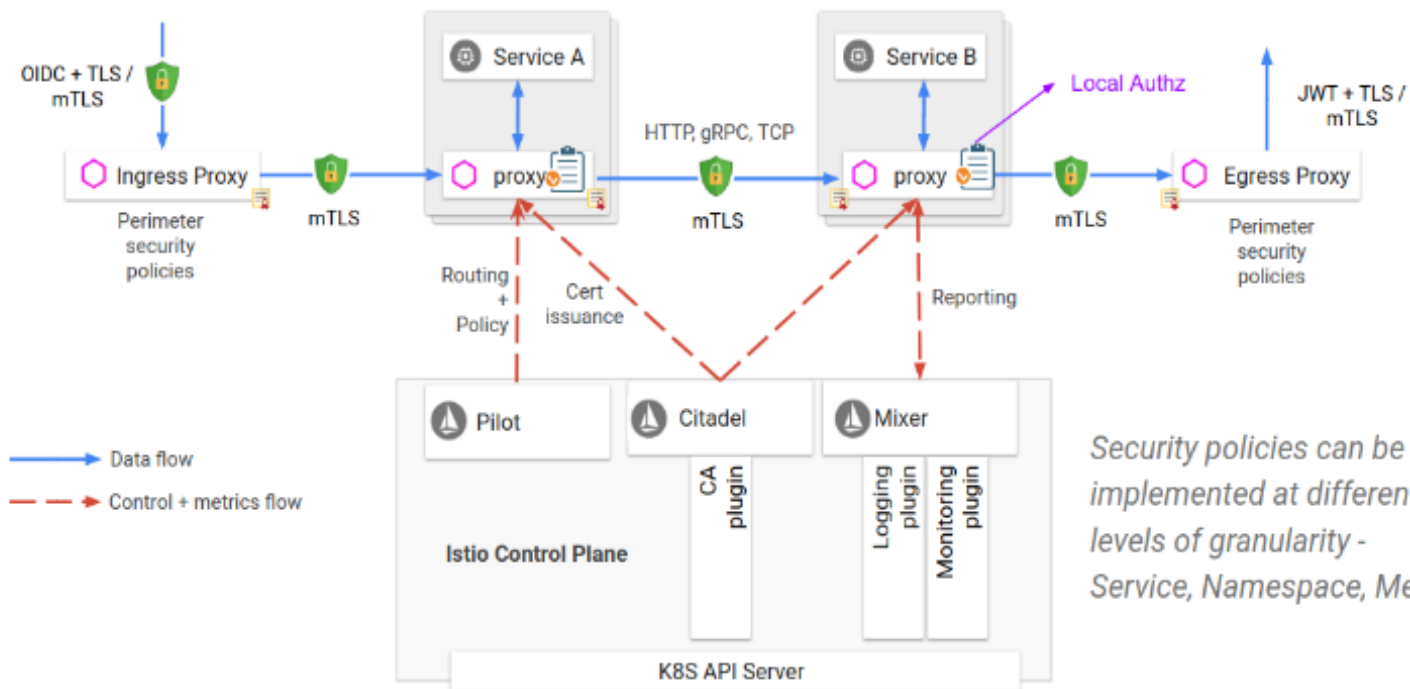 OIDC + TLS /
mTLS
Service A
Service B
Local Authz
JWT + TLS /
mTLS
HTTP, gRPC, TCP
Ingress Proxy
proxy
proxy
Egress Proxy
mTLS
mTLS
mTLS
Perimeter
security
policies
Perimeter
security
policies
Routing
+
Policy
Cert
issuance
Reporting
Pilot
Citadel
Mixer
Data flow
Control + metrics flow
CA
plugin
Logging
plugin
Monitoring
plugin
Istio Control Plane
K8S API Server
Security policies can be
implemented at differen
levels of granularity -
Service, Namespace, Me